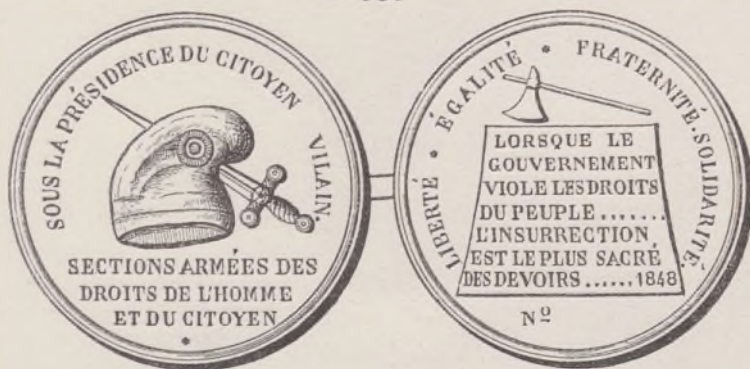 SOUS LA PRÉSIDENCE DU CITOYEN VILAIN.
SECTIONS ARMÉES DES
DROITS DE L'HOMME
ET DU CITOYEN
*
LIBERTÉ * ÉGALITÉ * FRATERNITÉ. SOLIDARITÉ.
LORSQUE LE
GOUVERNEMENT
VIOLE LES DROITS
DU PEUPLE.......
L'INSURRECTION
EST LE PLUS SACRÉ
DES DEVOIRS......1848
Nº